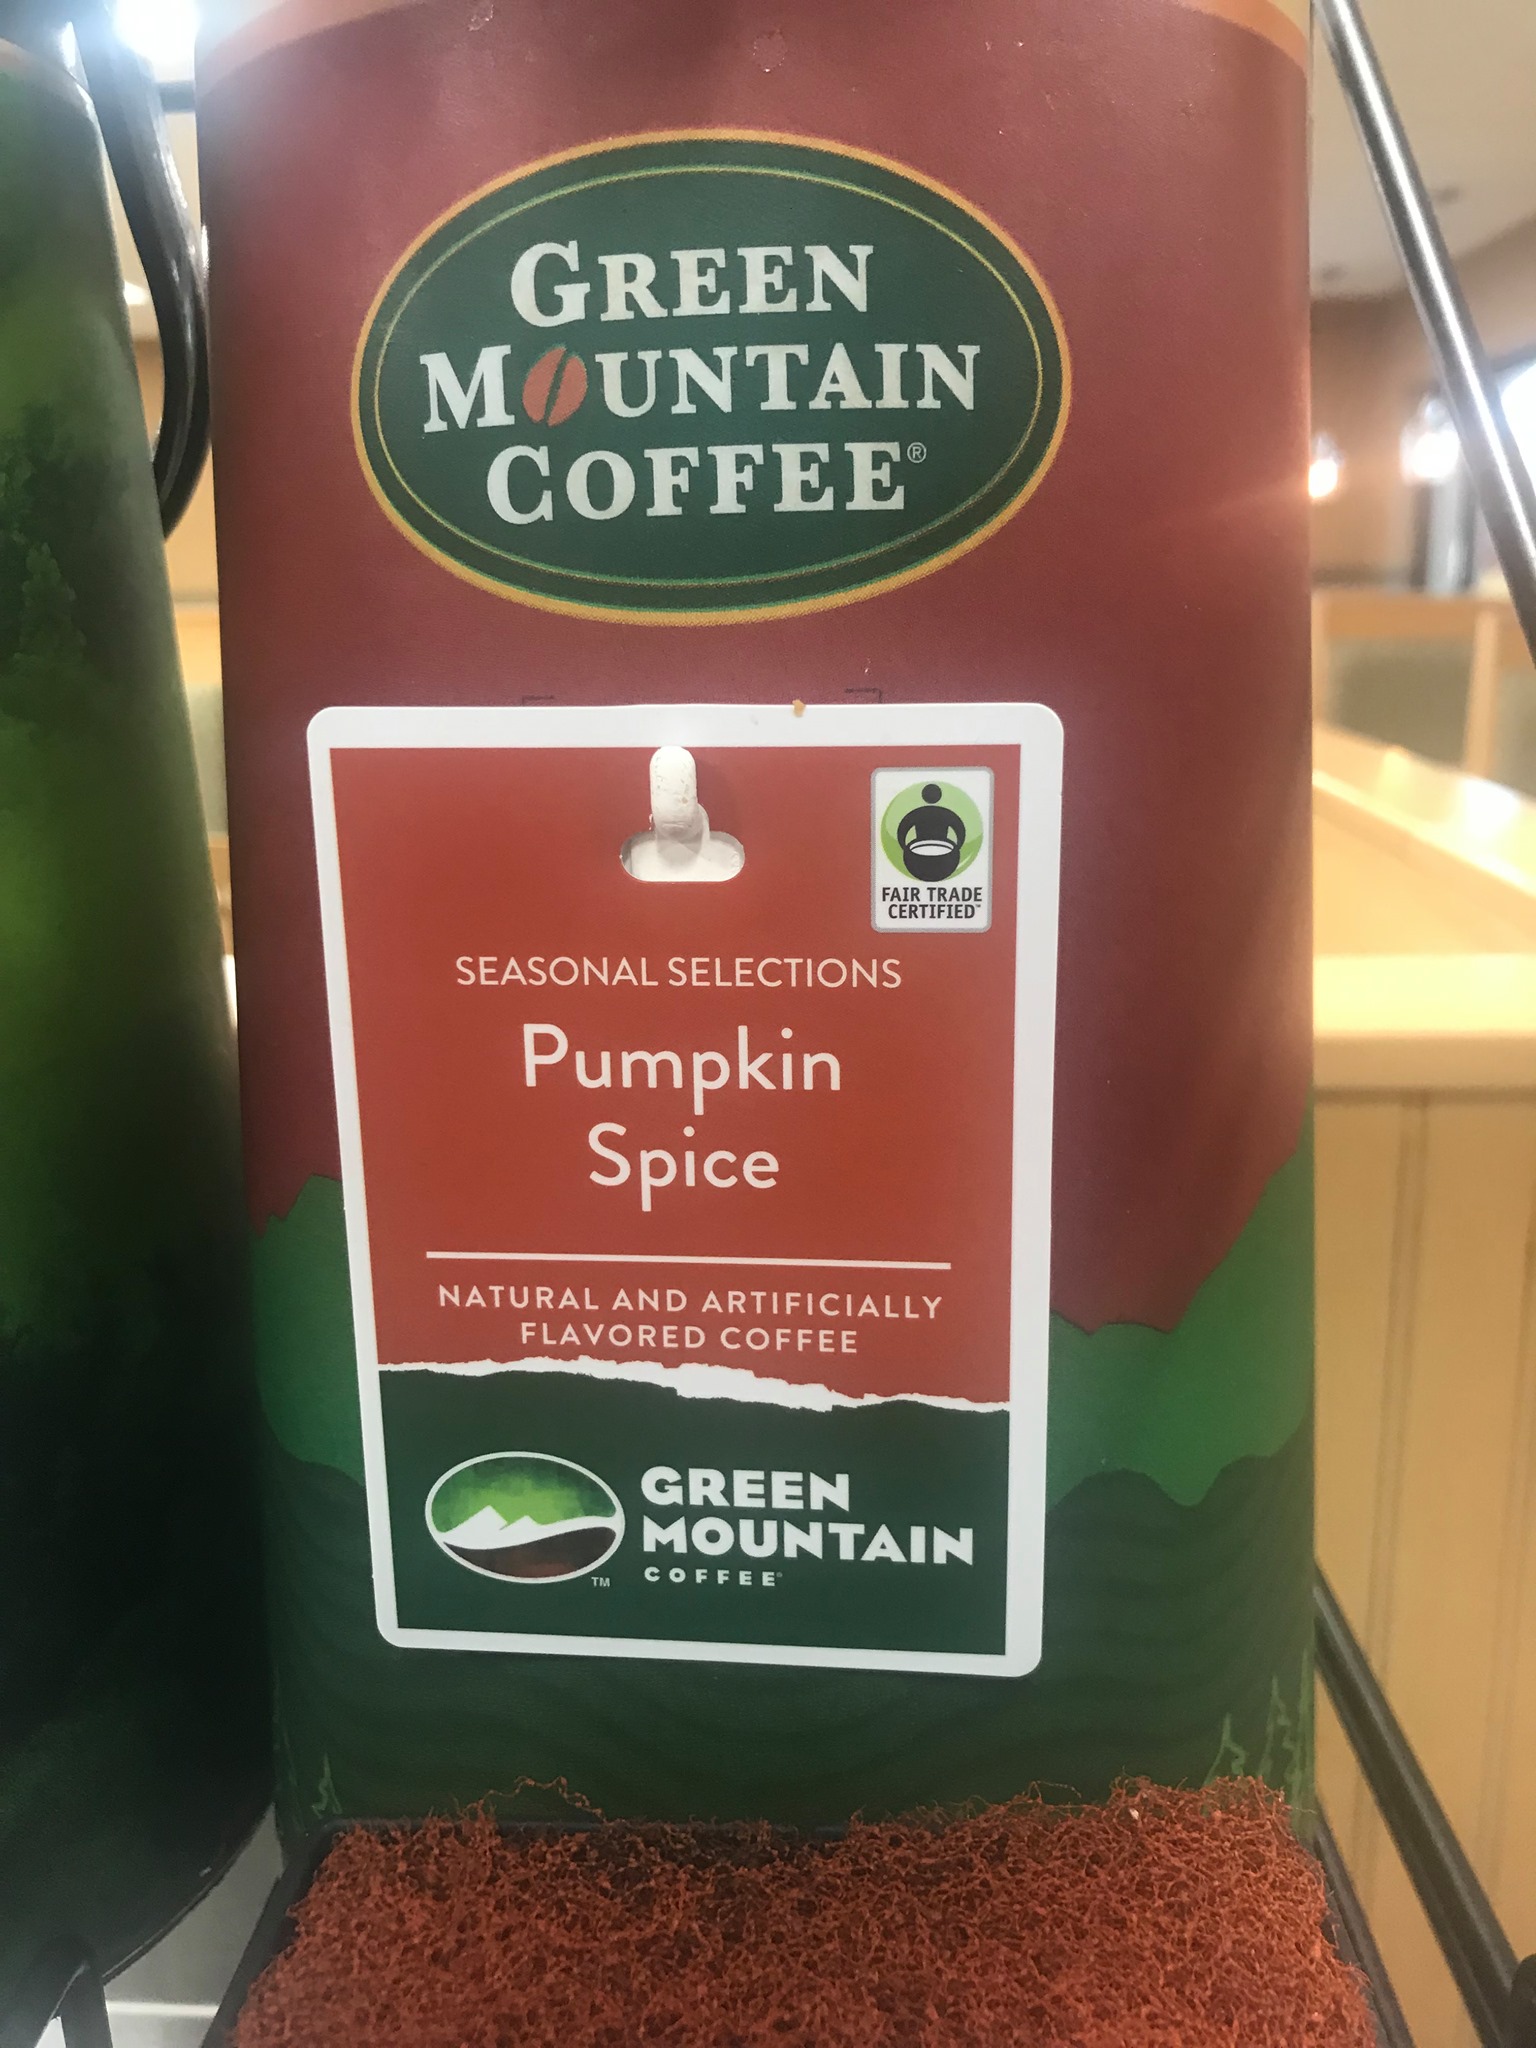 GREEN
MOUNTAIN
COFFEE®
FAIR TRADE
CERTIFIED™
SEASONAL SELECTIONS
Pumpkin
Spice
NATURAL AND ARTIFICIALLY
FLAVORED COFFEE
GREEN
MOUNTAIN
COFFEE®
TM